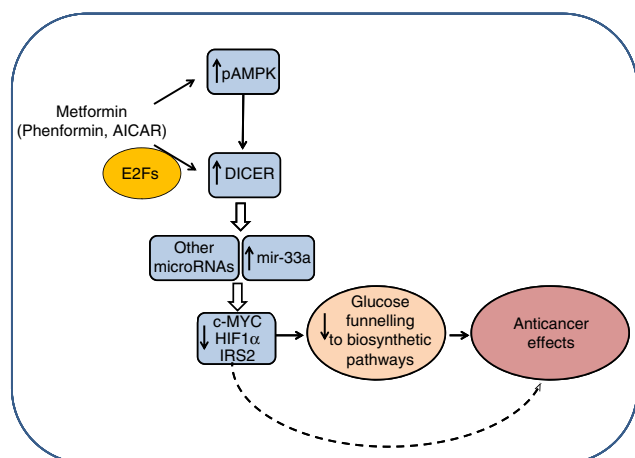 ↑pAMPK
Metformin
(Phenformin, AICAR)
E2Fs
↑ DICER
Other
microRNAs
↑ mir-33a
↓ c-MYC
HIF1α
IRS2
Glucose
funnelling
↓ to biosynthetic
pathways
Anticancer
effects